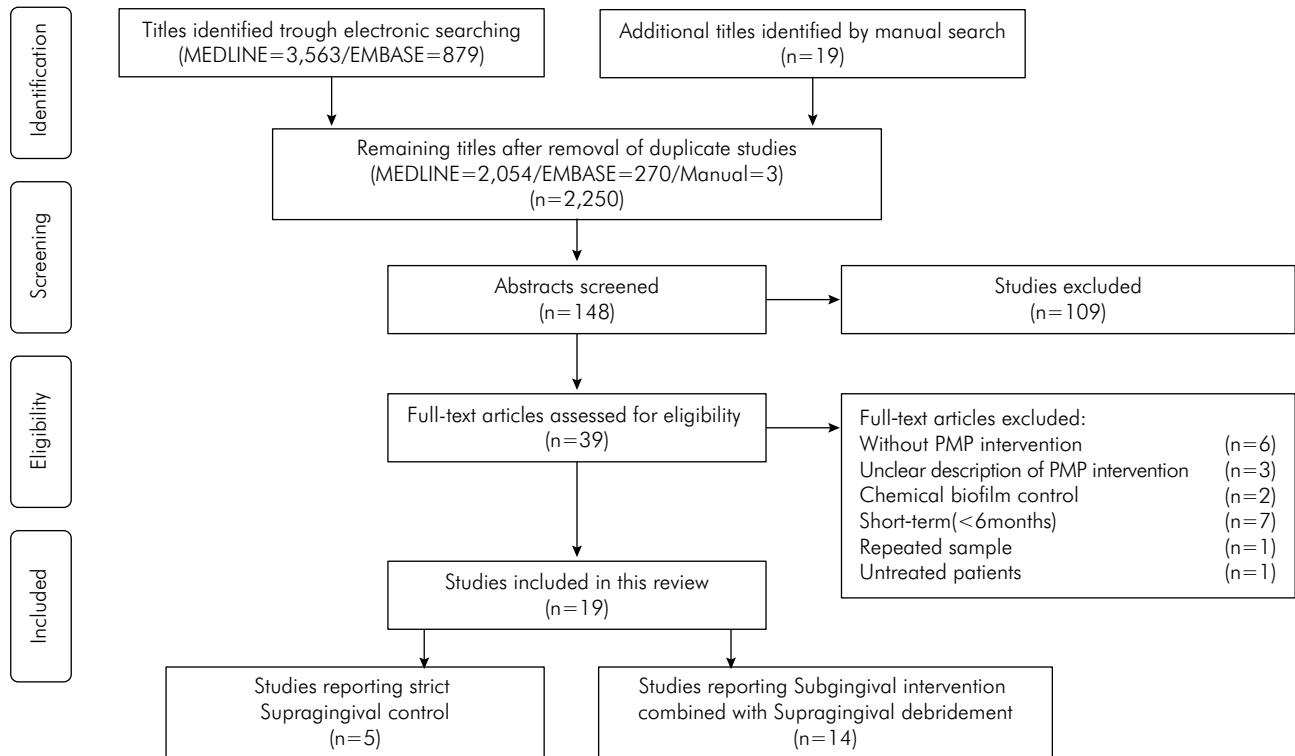 Identification
Titles identified trough electronic searching
(MEDLINE=3,563/EMBASE=879)
Additional titles identified by manual search
(n=19)
Remaining titles after removal of duplicate studies
(MEDLINE=2,054/EMBASE=270/Manual=3)
(n=2,250)
Screening
Abstracts screened
(n=148)
Studies excluded
(n=109)
Eligibility
Full-text articles assessed for eligibility
(n=39)
Full-text articles excluded:
Without PMP intervention (n=6)
Unclear description of PMP intervention (n=3)
Chemical biofilm control (n=2)
Short-term(<6months) (n=7)
Repeated sample (n=1)
Untreated patients (n=1)
Included
Studies included in this review
(n=19)
Studies reporting strict
Supragingival control
(n=5)
Studies reporting Subgingival intervention
combined with Supragingival debridement
(n=14)